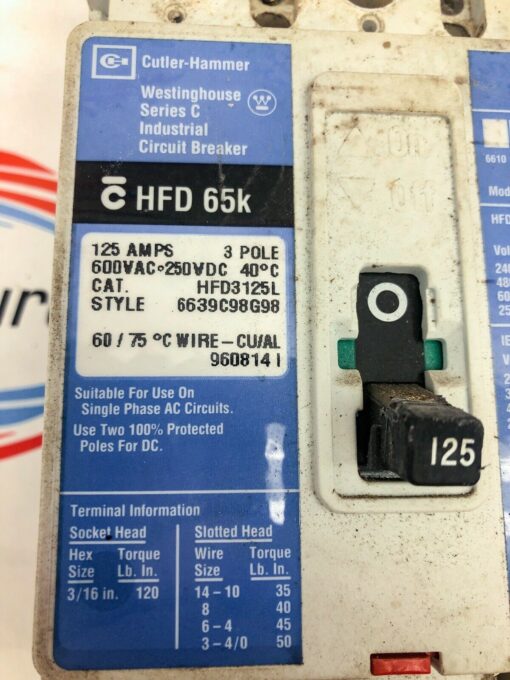 Cutler-Hammer
Westinghouse
Series C
Industrial
Circuit Breaker
C HFD 65k
125 AMPS 3 POLE
600VAC•250VDC 40°C
CAT. HFD3125L
STYLE 6639C98G98
60 / 75 °C WIRE-CU/AL
960814 I
Suitable For Use On
Single Phase AC Circuits.
Use Two 100% Protected
Poles For DC.
Terminal Information
Socket Head
Hex Torque
Size Lb. In.
3/16 in. 120
Slotted Head
Wire Torque
Size Lb. In.
14 - 10 35
8 40
6 - 4 45
3 - 4/0 50
On
Off
O
125
6610
HFD